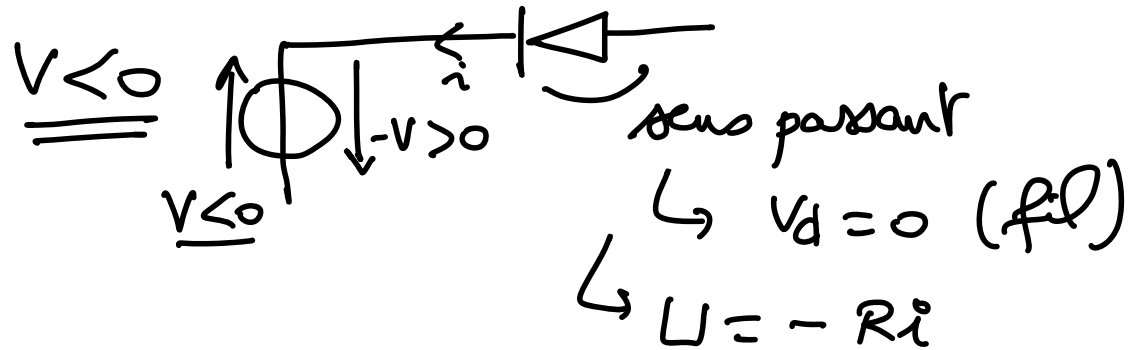 V<0
i
-V>0
V<0
sens passant
↳ Vd = 0 (fil)
↳ U = - Ri